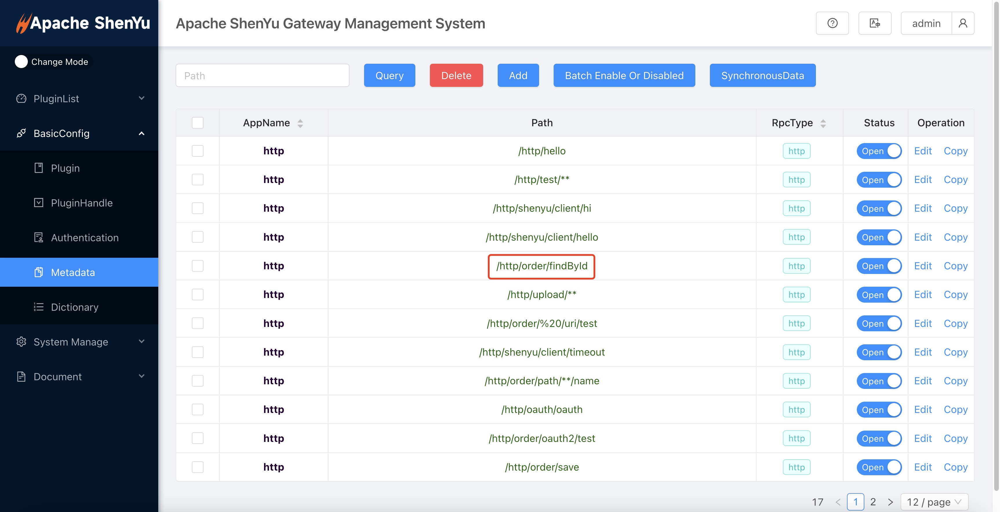 Apache ShenYu
Apache ShenYu Gateway Management System
admin
Change Mode
PluginList
BasicConfig
Plugin
PluginHandle
Authentication
Metadata
Dictionary
System Manage
Document
Path
Query
Delete
Add
Batch Enable Or Disabled
SynchronousData
AppName Path RpcType Status Operation
http /http/hello http Open Edit Copy
http /http/test/** http Open Edit Copy
http /http/shenyu/client/hi http Open Edit Copy
http /http/shenyu/client/hello http Open Edit Copy
http /http/order/findById http Open Edit Copy
http /http/upload/** http Open Edit Copy
http /http/order/%20/uri/test http Open Edit Copy
http /http/shenyu/client/timeout http Open Edit Copy
http /http/order/path/**/name http Open Edit Copy
http /http/oauth/oauth http Open Edit Copy
http /http/order/oauth2/test http Open Edit Copy
http /http/order/save http Open Edit Copy
17 < 1 2 > 12 / page